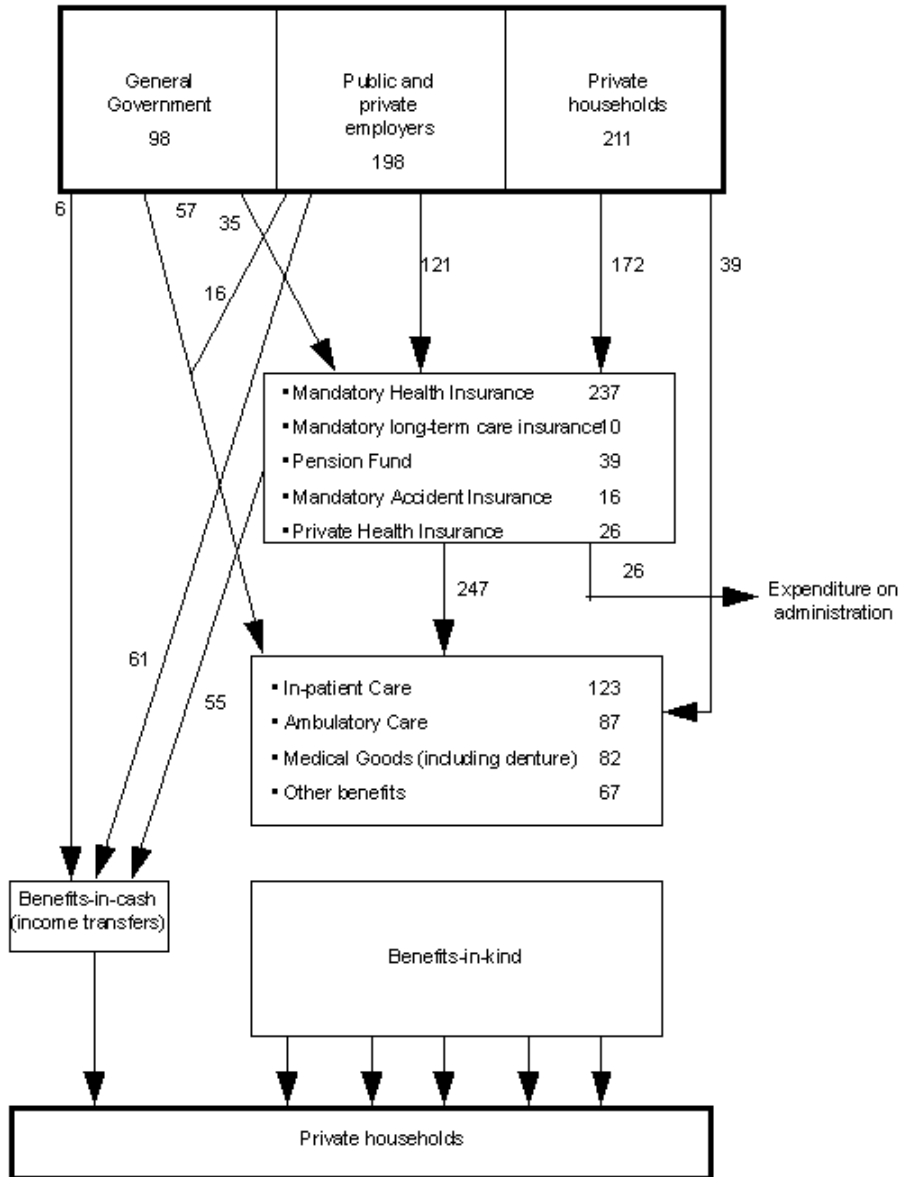 General
Government
98
Public and
private
employers
198
Private
households
211
6
57
35
16
121
172
39
▪ Mandatory Health Insurance 237
▪ Mandatory long-term care insurance 10
▪ Pension Fund 39
▪ Mandatory Accident Insurance 16
▪ Private Health Insurance 26
247
26
Expenditure on
administration
61
55
▪ In-patient Care 123
▪ Ambulatory Care 87
▪ Medical Goods (including denture) 82
▪ Other benefits 67
Benefits-in-cash
(income transfers)
Benefits-in-kind
Private households